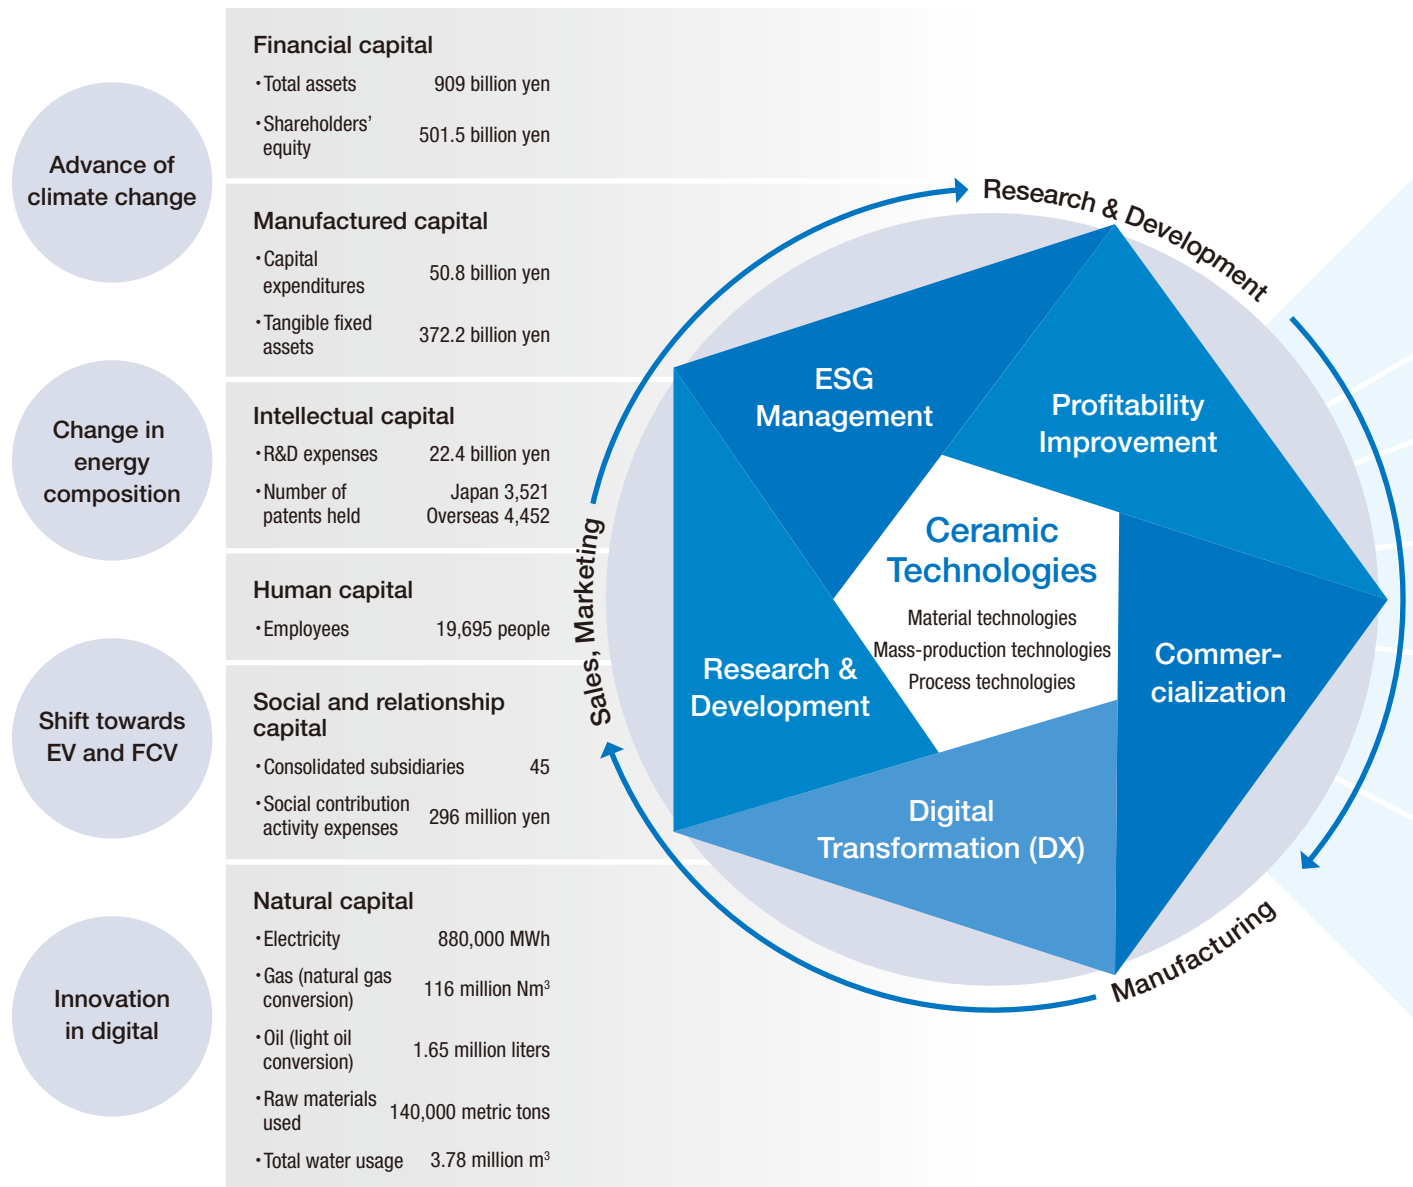 Advance of
climate change
Change in
energy
composition
Shift towards
EV and FCV
Innovation
in digital
Financial capital
・Total assets 909 billion yen
・Shareholders'
equity 501.5 billion yen
Manufactured capital
・Capital
expenditures 50.8 billion yen
・Tangible fixed
assets 372.2 billion yen
Intellectual capital
・R&D expenses 22.4 billion yen
・Number of Japan 3,521
patents held Overseas 4,452
Human capital
・Employees 19,695 people
Social and relationship
capital
・Consolidated subsidiaries 45
・Social contribution
activity expenses 296 million yen
Natural capital
・Electricity 880,000 MWh
・Gas (natural gas
conversion) 116 million Nm³
・Oil (light oil
conversion) 1.65 million liters
・Raw materials
used 140,000 metric tons
・Total water usage 3.78 million m³
Research & Development
Manufacturing
Sales, Marketing
ESG
Management
Profitability
Improvement
Commer-
cialization
Digital
Transformation (DX)
Research &
Development
Ceramic
Technologies
Material technologies
Mass-production technologies
Process technologies